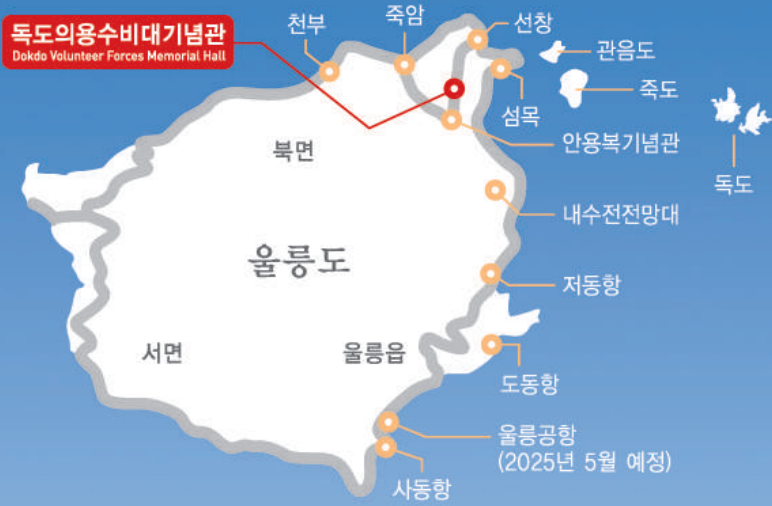 독도의용수비대기념관
Dokdo Volunteer Forces Memorial Hall
천부
죽암
선창
관음도
죽도
섬목
독도
안용복기념관
북면
내수전전망대
울릉도
저동항
서면
울릉읍
도동항
울릉공항
(2025년 5월 예정)
사동항